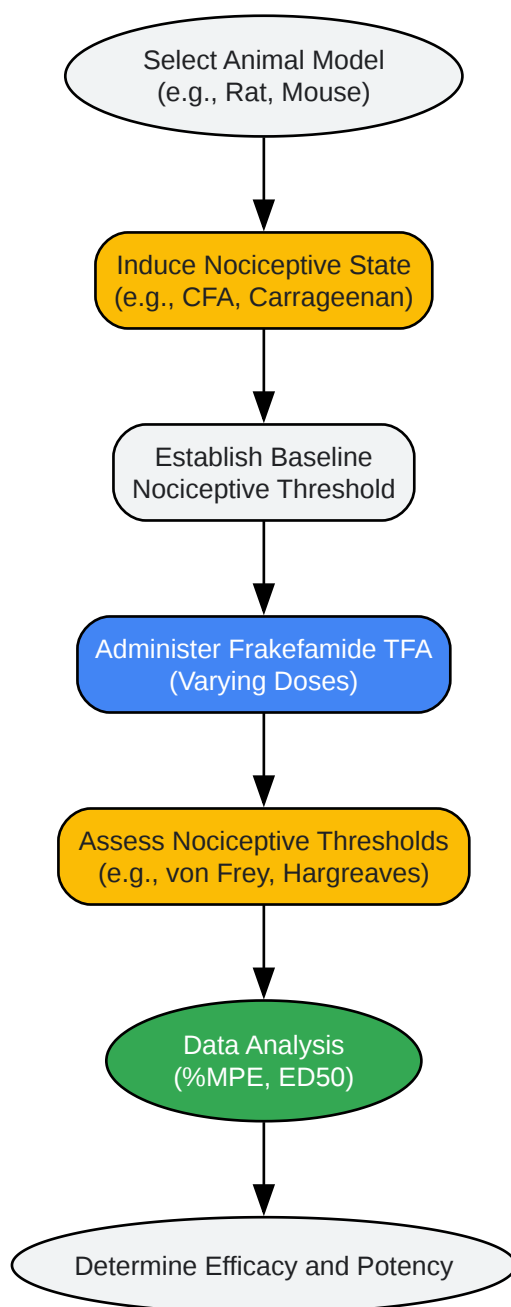 Select Animal Model
(e.g., Rat, Mouse)
Induce Nociceptive State
(e.g., CFA, Carrageenan)
Establish Baseline
Nociceptive Threshold
Administer Frakefamide TFA
(Varying Doses)
Assess Nociceptive Thresholds
(e.g., von Frey, Hargreaves)
Data Analysis
(%MPE, ED50)
Determine Efficacy and Potency